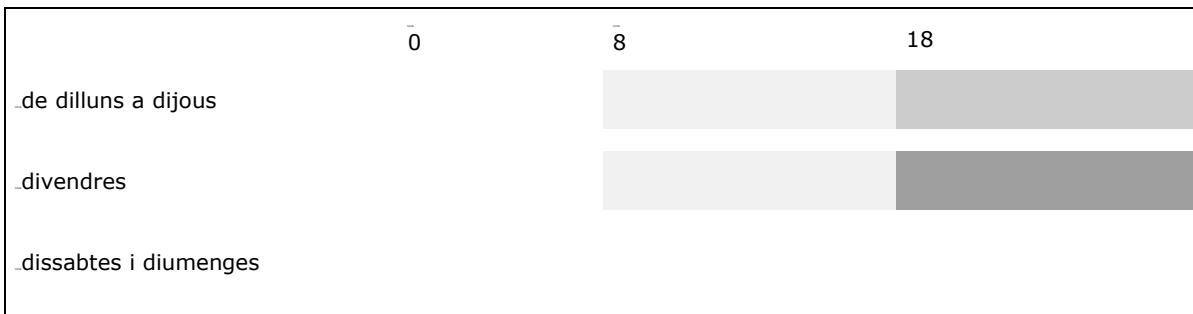 0 8 18
de dilluns a dijous
divendres
dissabtes i diumenges